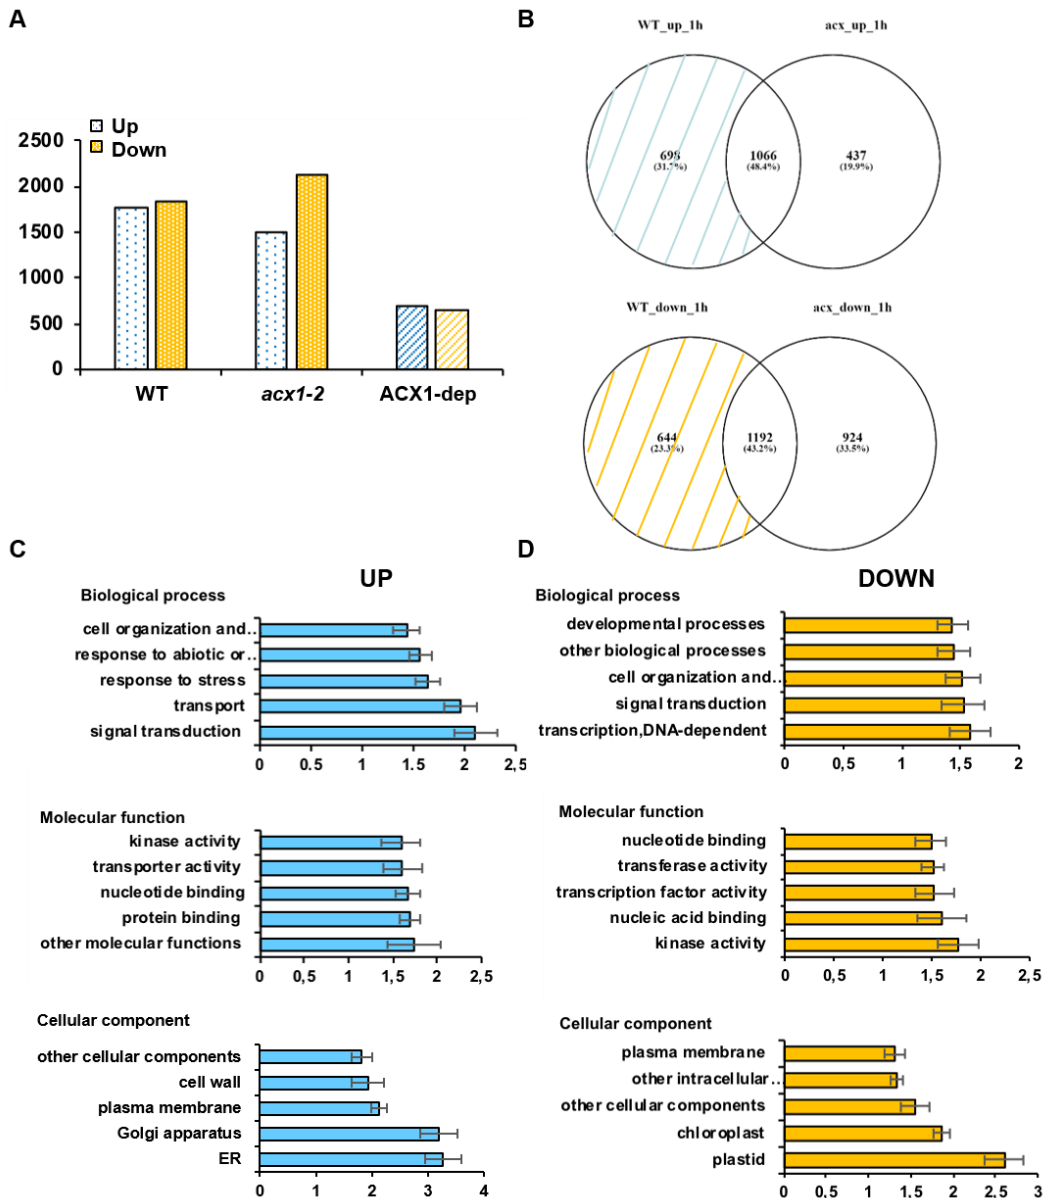 A
Up
Down
2500
2000
1500
1000
500
0
WT
acx1-2
ACX1-dep
B
WT_up_1h
acx_up_1h
698
(31.7%)
1066
(48.4%)
437
(19.9%)
WT_down_1h
acx_down_1h
644
(23.3%)
1192
(43.2%)
924
(33.5%)
C
UP
Biological process
cell organization and..
response to abiotic or..
response to stress
transport
signal transduction
0 0.5 1 1.5 2 2,5
Molecular function
kinase activity
transporter activity
nucleotide binding
protein binding
other molecular functions
0 0,5 1 1,5 2 2,5
Cellular component
other cellular components
cell wall
plasma membrane
Golgi apparatus
ER
0 1 2 3 4
D
DOWN
Biological process
developmental processes
other biological processes
cell organization and..
signal transduction
transcription,DNA-dependent
0 0,5 1 1,5 2
Molecular function
nucleotide binding
transferase activity
transcription factor activity
nucleic acid binding
kinase activity
0 0,5 1 1,5 2 2,5
Cellular component
plasma membrane
other intracellular...
other cellular components
chloroplast
plastid
0 0,5 1 1,5 2 2,5 3